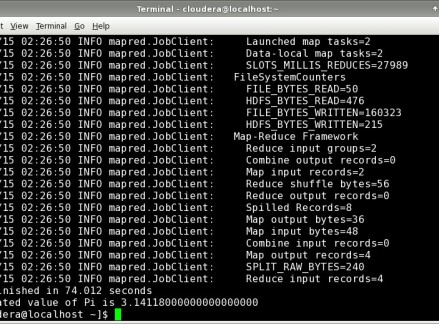 Terminal - cloudera@localhost:~
t View Terminal Go Help
/15 02:26:50 INFO mapred.JobClient: Launched map tasks=2
/15 02:26:50 INFO mapred.JobClient: Data-local map tasks=2
/15 02:26:50 INFO mapred.JobClient: SLOTS_MILLIS_REDUCES=27989
/15 02:26:50 INFO mapred.JobClient: FileSystemCounters
/15 02:26:50 INFO mapred.JobClient: FILE_BYTES_READ=50
/15 02:26:50 INFO mapred.JobClient: HDFS_BYTES_READ=476
/15 02:26:50 INFO mapred.JobClient: FILE_BYTES_WRITTEN=160323
/15 02:26:50 INFO mapred.JobClient: HDFS_BYTES_WRITTEN=215
/15 02:26:50 INFO mapred.JobClient: Map-Reduce Framework
/15 02:26:50 INFO mapred.JobClient: Reduce input groups=2
/15 02:26:50 INFO mapred.JobClient: Combine output records=0
/15 02:26:50 INFO mapred.JobClient: Map input records=2
/15 02:26:50 INFO mapred.JobClient: Reduce shuffle bytes=56
/15 02:26:50 INFO mapred.JobClient: Reduce output records=0
/15 02:26:50 INFO mapred.JobClient: Spilled Records=8
/15 02:26:50 INFO mapred.JobClient: Map output bytes=36
/15 02:26:50 INFO mapred.JobClient: Map input bytes=48
/15 02:26:50 INFO mapred.JobClient: Combine input records=0
/15 02:26:50 INFO mapred.JobClient: Map output records=4
/15 02:26:50 INFO mapred.JobClient: SPLIT_RAW_BYTES=240
/15 02:26:50 INFO mapred.JobClient: Reduce input records=4
nished in 74.012 seconds
ated value of Pi is 3.14118000000000000000
dera@localhost ~]$